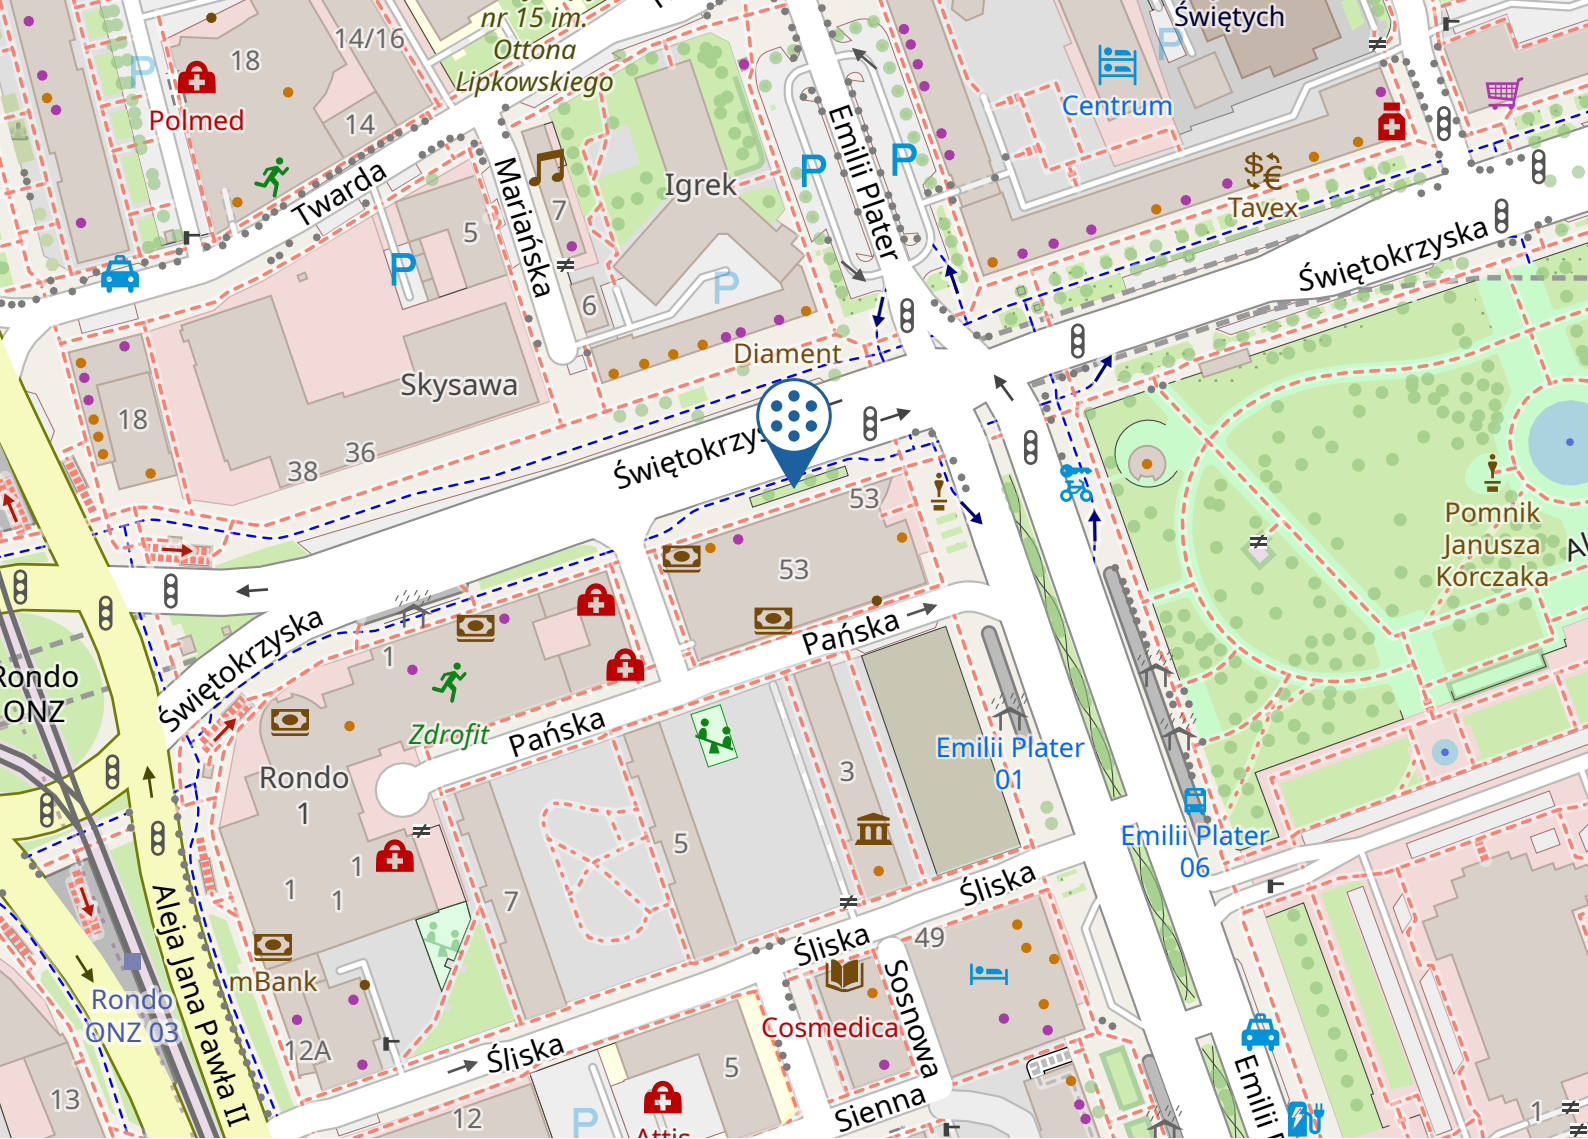 nr 15 im.
Ottona
Lipkowskiego
Świętych
14/16
18
P
Centrum
P
Polmed
14
P
P
Emilii Plater
Tavex
Igrek
Mariańska
7
Twarda
5
P
6
P
Świętokrzyska
Diament
Skysawa
18
38
36
53
Pomnik
Janusza
Korczaka
53
Pańska
1
Świętokrzyska
Rondo
ONZ
Zdrofit
Pańska
Emilii Plater
01
Rondo
1
3
Emilii Plater
06
5
1
1
1
7
Śliska
Śliska
49
Aleja Jana Pawła II
mBank
Sosnowa
Rondo
ONZ 03
Cosmedica
12A
Śliska
5
13
12
P
Sienna
Emilii
1